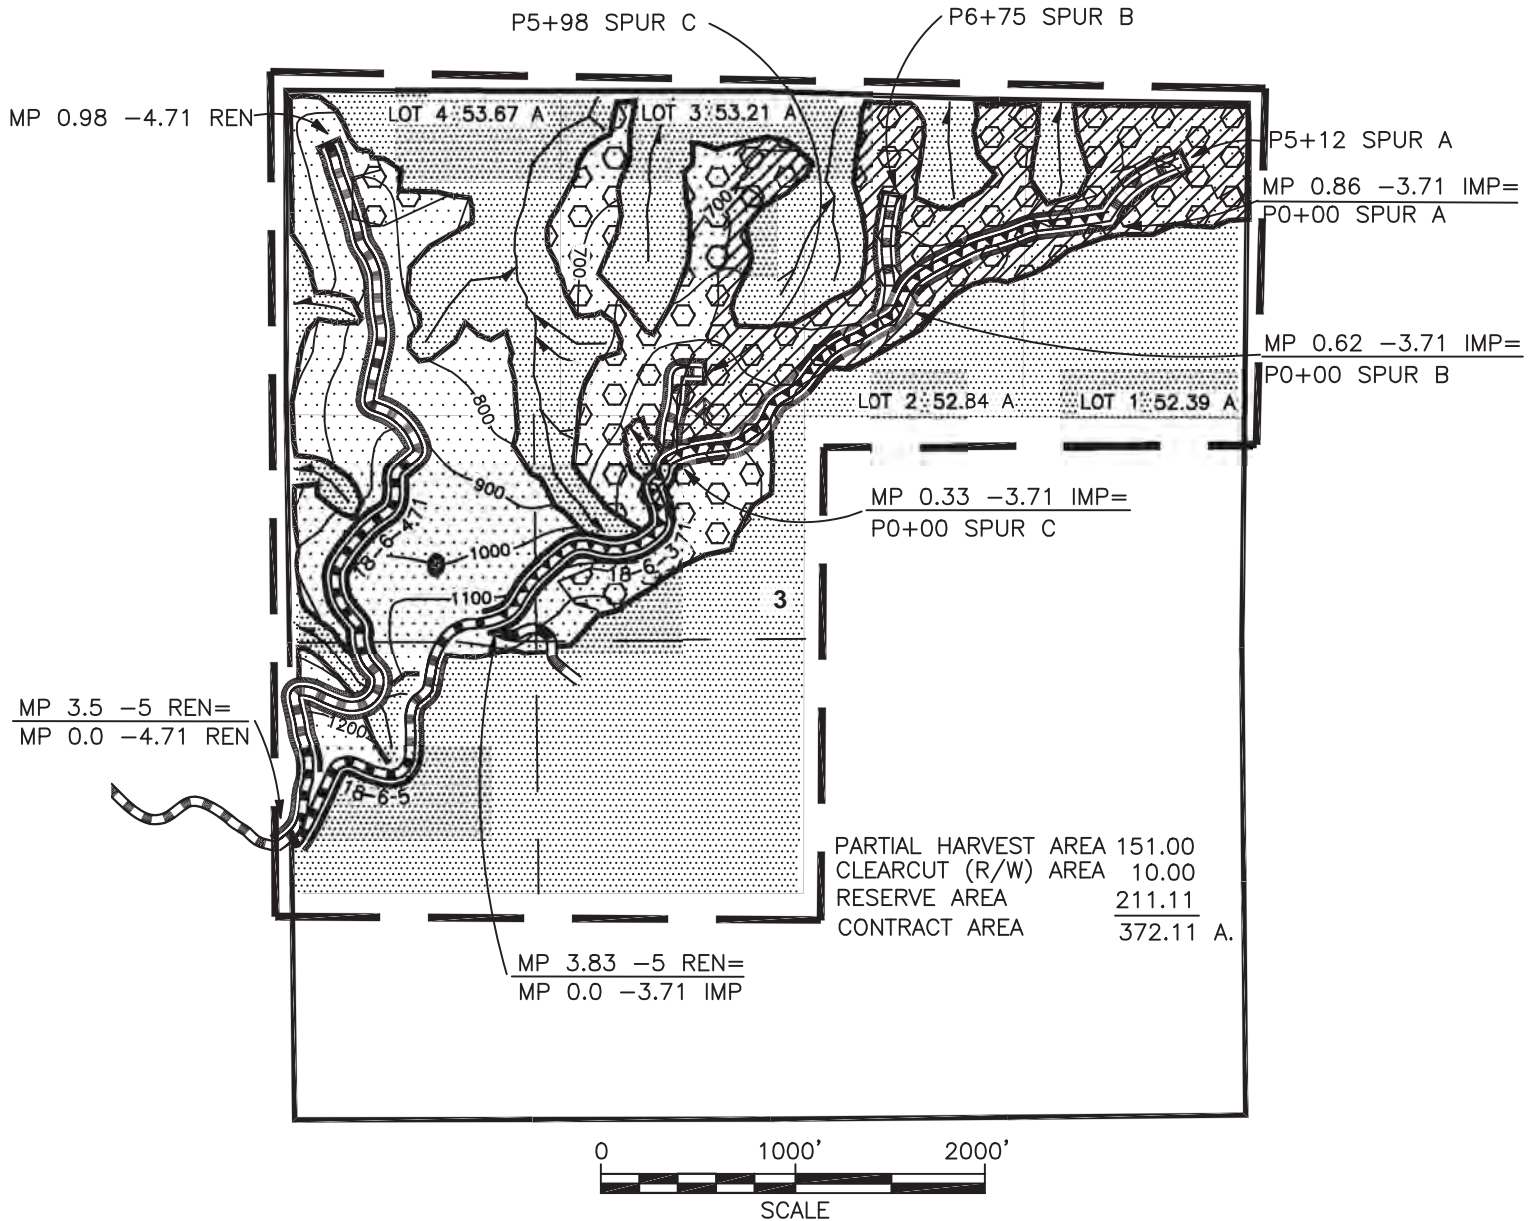 P5+98 SPUR C
P6+75 SPUR B
MP 0.98 -4.71 REN
LOT 4:53.67 A
LOT 3:53.21 A
P5+12 SPUR A
MP 0.86 -3.71 IMP=
P0+00 SPUR A
700
700
MP 0.62 -3.71 IMP=
P0+00 SPUR B
800
LOT 2:52.84 A
LOT 1:52.39 A
900
MP 0.33 -3.71 IMP=
P0+00 SPUR C
18-6-4.71
1000
18-6-3.71
1100
3
MP 3.5 -5 REN=
MP 0.0 -4.71 REN
1200
18-6-5
PARTIAL HARVEST AREA 151.00
CLEARCUT (R/W) AREA 10.00
RESERVE AREA 211.11
CONTRACT AREA 372.11 A.
MP 3.83 -5 REN=
MP 0.0 -3.71 IMP
0 1000' 2000'
SCALE